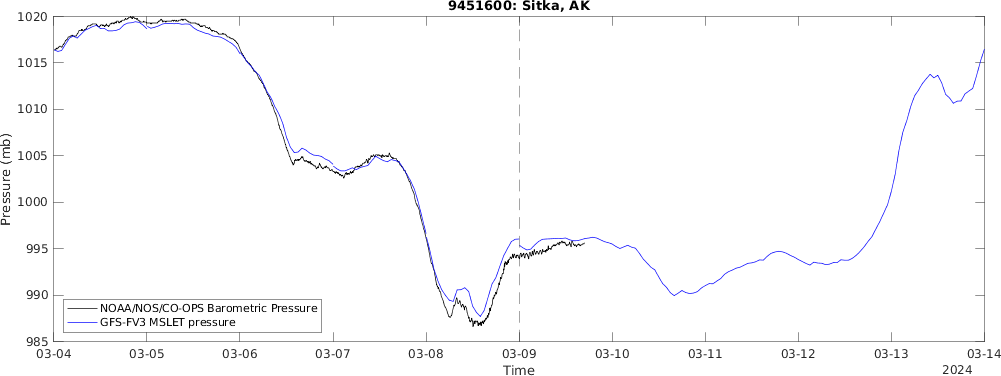 9451600: Sitka, AK
1020
1015
1010
1005
1000
995
990
985
Pressure (mb)
NOAA/NOS/CO-OPS Barometric Pressure
GFS-FV3 MSLET pressure
03-04 03-05 03-06 03-07 03-08 03-09 03-10 03-11 03-12 03-13 03-14
Time
2024